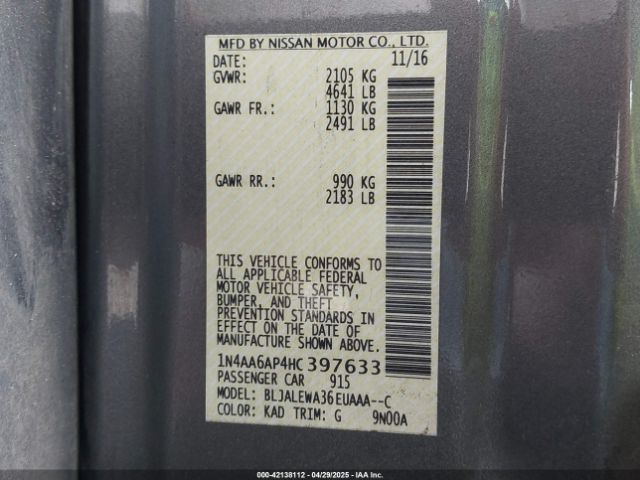 MFD BY NISSAN MOTOR CO., LTD.
DATE: 11/16
GVWR: 2105 KG
4641 LB
GAWR FR.: 1130 KG
2491 LB
GAWR RR.: 990 KG
2183 LB
THIS VEHICLE CONFORMS TO
ALL APPLICABLE FEDERAL
MOTOR VEHICLE SAFETY,
BUMPER, AND THEFT
PREVENTION STANDARDS IN
EFFECT ON THE DATE OF
MANUFACTURE SHOWN ABOVE.
1N4AA6AP4HC397633
PASSENGER CAR 915
MODEL: BLJALEWA36EUAAA--C
COLOR: KAD TRIM: G 9N00A
000-42138112 - 04/29/2025 - IAAI.COM